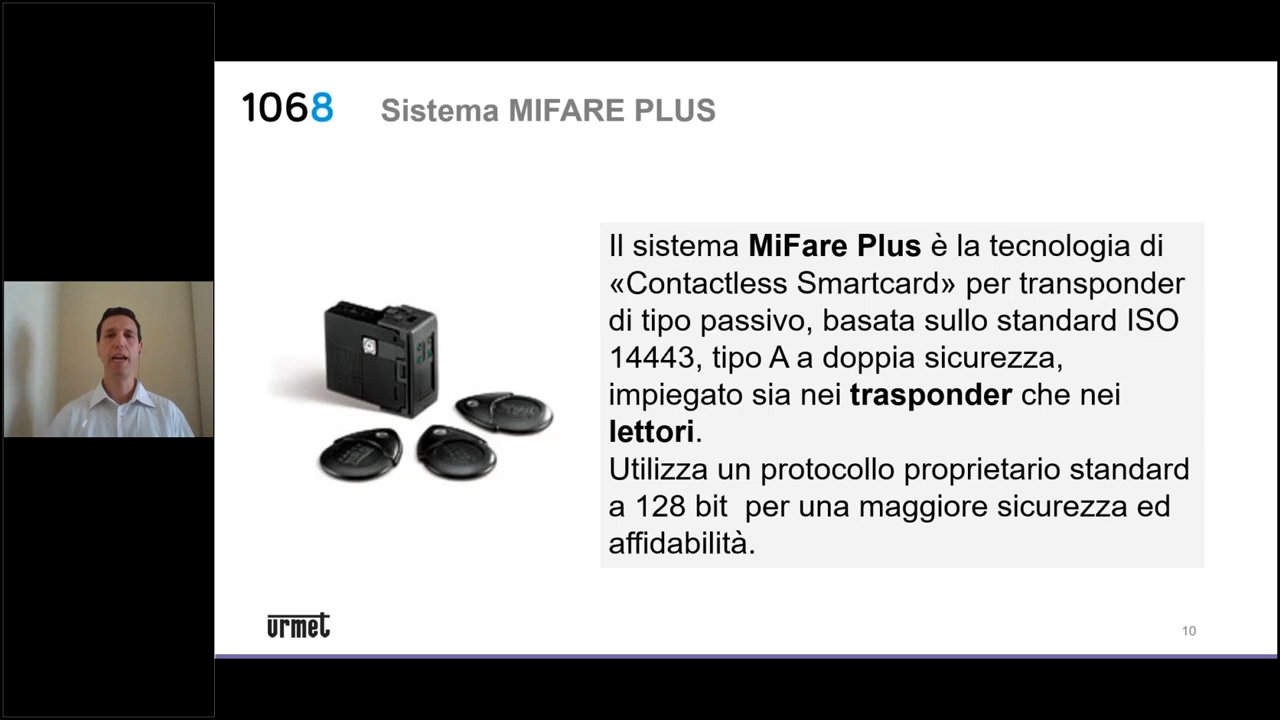 1068
Sistema MIFARE PLUS
Il sistema MiFare Plus è la tecnologia di
«Contactless Smartcard» per transponder
di tipo passivo, basata sullo standard ISO
14443, tipo A a doppia sicurezza,
impiegato sia nei trasponder che nei
lettori.
Utilizza un protocollo proprietario standard
a 128 bit per una maggiore sicurezza ed
affidabilità.
urmet
10